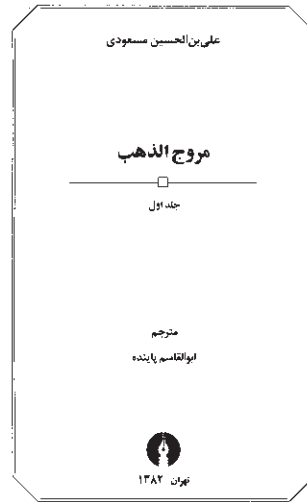 علی‌بن‌الحسین مسعودی
مروج الذهب
جلد اول
مترجم
ابوالقاسم پاینده
تهران ۱۳۸۲